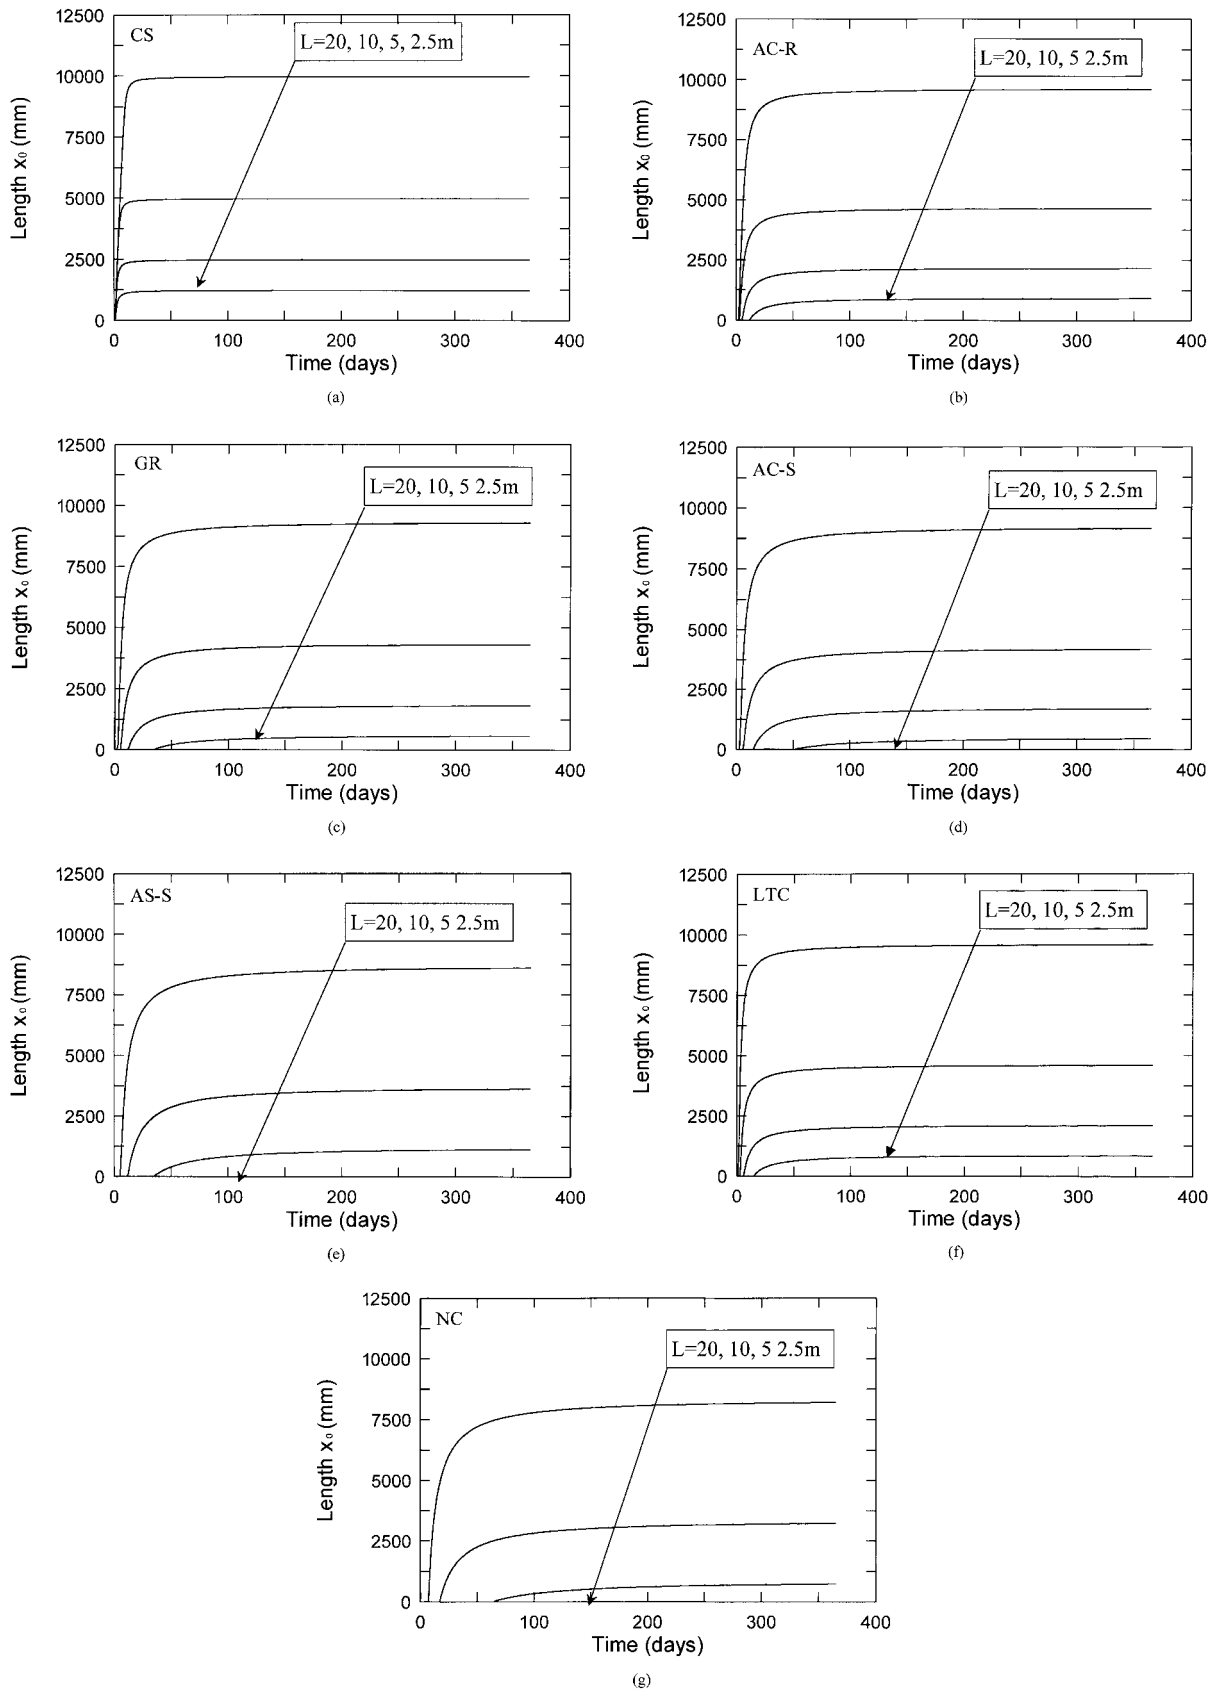 CS
L=20, 10, 5, 2.5m
12500
10000
7500
5000
2500
0
Length x₀ (mm)
0 100 200 300 400
Time (days)
(a)
AC-R
L=20, 10, 5 2.5m
12500
10000
7500
5000
2500
0
Length x₀ (mm)
0 100 200 300 400
Time (days)
(b)
GR
L=20, 10, 5 2.5m
12500
10000
7500
5000
2500
0
Length x₀ (mm)
0 100 200 300 400
Time (days)
(c)
AC-S
L=20, 10, 5 2.5m
12500
10000
7500
5000
2500
0
Length x₀ (mm)
0 100 200 300 400
Time (days)
(d)
AS-S
L=20, 10, 5 2.5m
12500
10000
7500
5000
2500
0
Length x₀ (mm)
0 100 200 300 400
Time (days)
(e)
LTC
L=20, 10, 5 2.5m
12500
10000
7500
5000
2500
0
Length x₀ (mm)
0 100 200 300 400
Time (days)
(f)
NC
L=20, 10, 5 2.5m
12500
10000
7500
5000
2500
0
Length x₀ (mm)
0 100 200 300 400
Time (days)
(g)